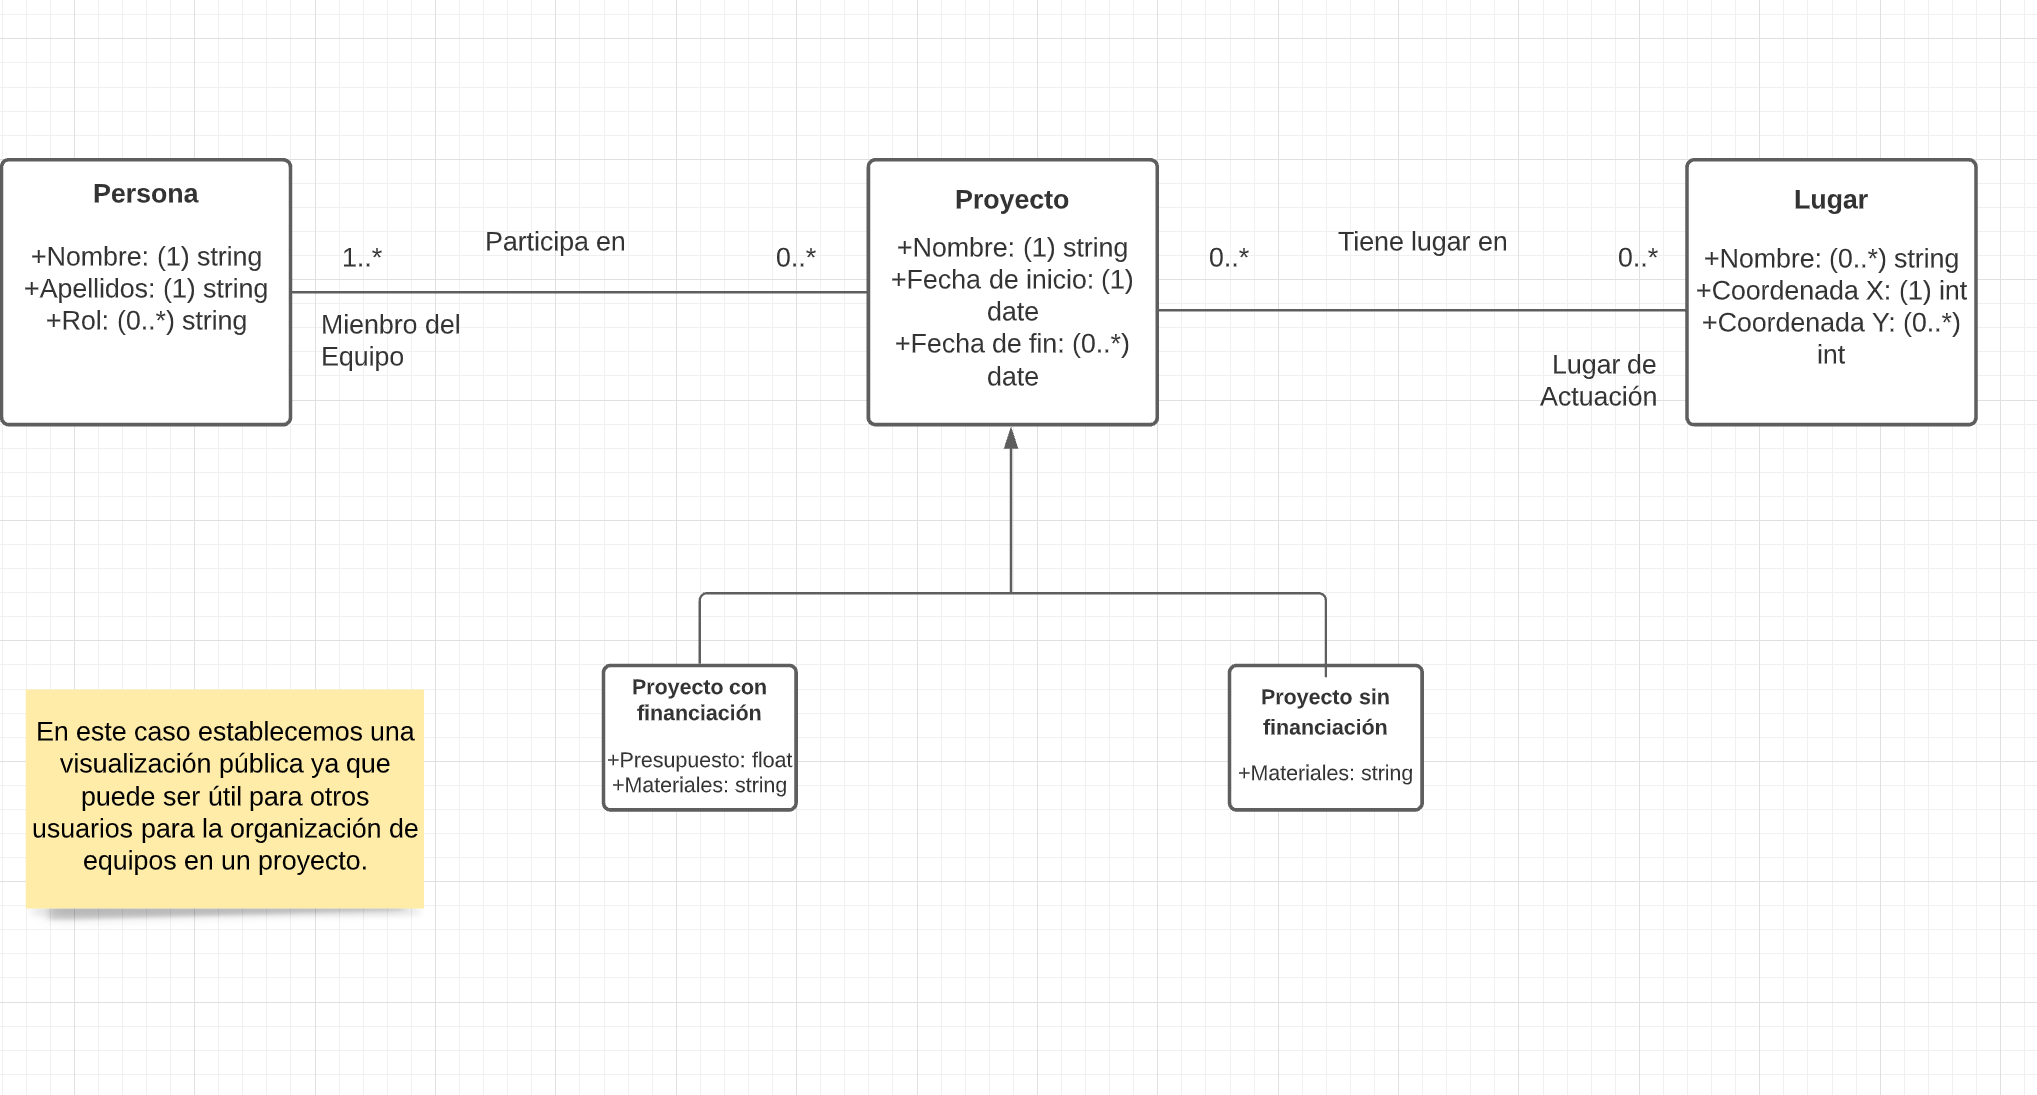 Persona
+Nombre: (1) string
+Apellidos: (1) string
+Rol: (0..*) string
1..*
Participa en
0..*
Mienbro del
Equipo
Proyecto
+Nombre: (1) string
+Fecha de inicio: (1)
date
+Fecha de fin: (0..*)
date
0..*
Tiene lugar en
0..*
Lugar de
Actuación
Lugar
+Nombre: (0..*) string
+Coordenada X: (1) int
+Coordenada Y: (0..*)
int
Proyecto con
financiación
+Presupuesto: float
+Materiales: string
Proyecto sin
financiación
+Materiales: string
En este caso establecemos una
visualización pública ya que
puede ser útil para otros
usuarios para la organización de
equipos en un proyecto.